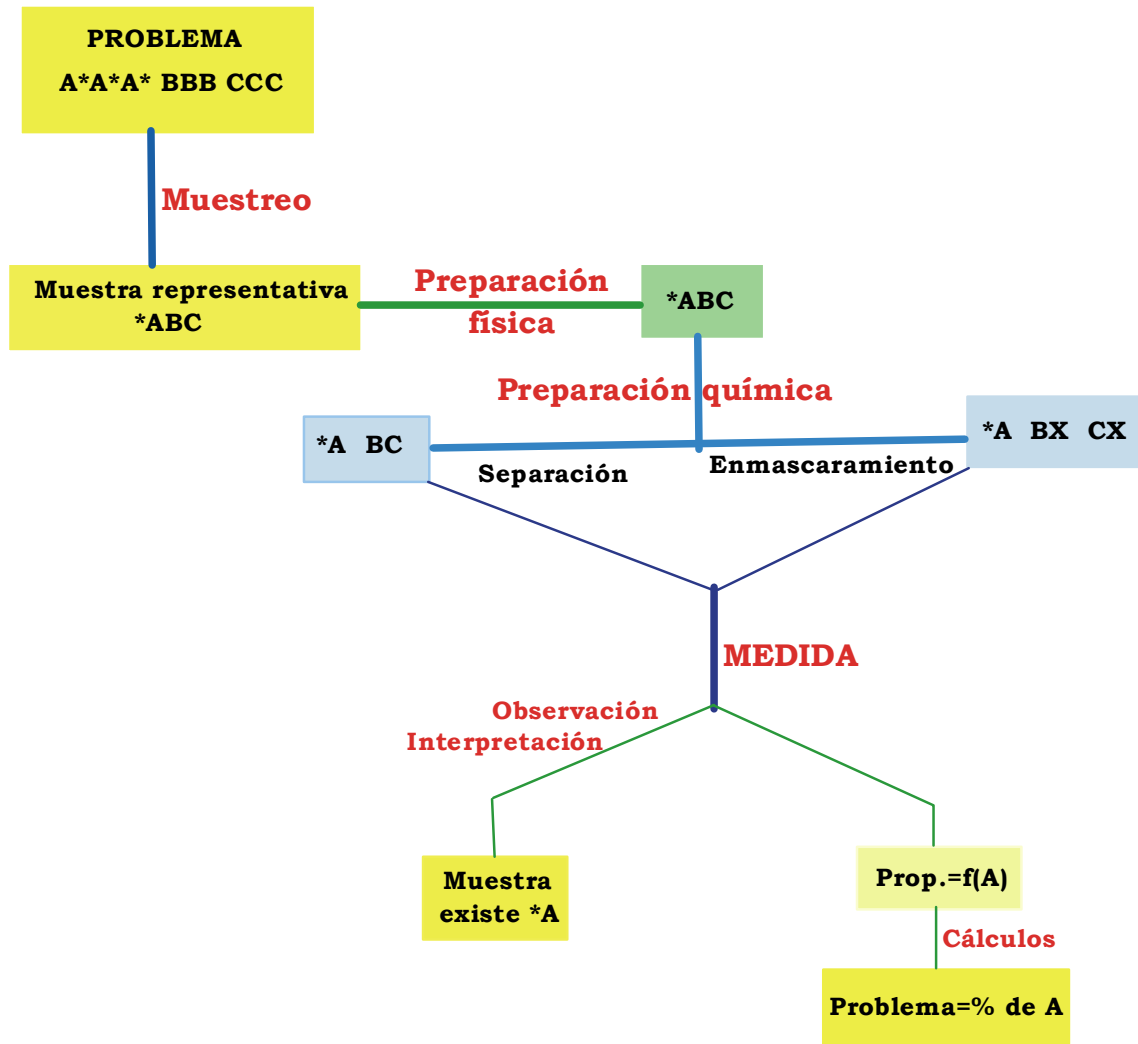 PROBLEMA
A*A*A* BBB CCC
Muestreo
Muestra representativa
*ABC
Preparación
física
*ABC
Preparación química
*A BC
*A BX CX
Separación
Enmascaramiento
MEDIDA
Observación
Interpretación
Muestra
existe *A
Prop.=f(A)
Cálculos
Problema=% de A